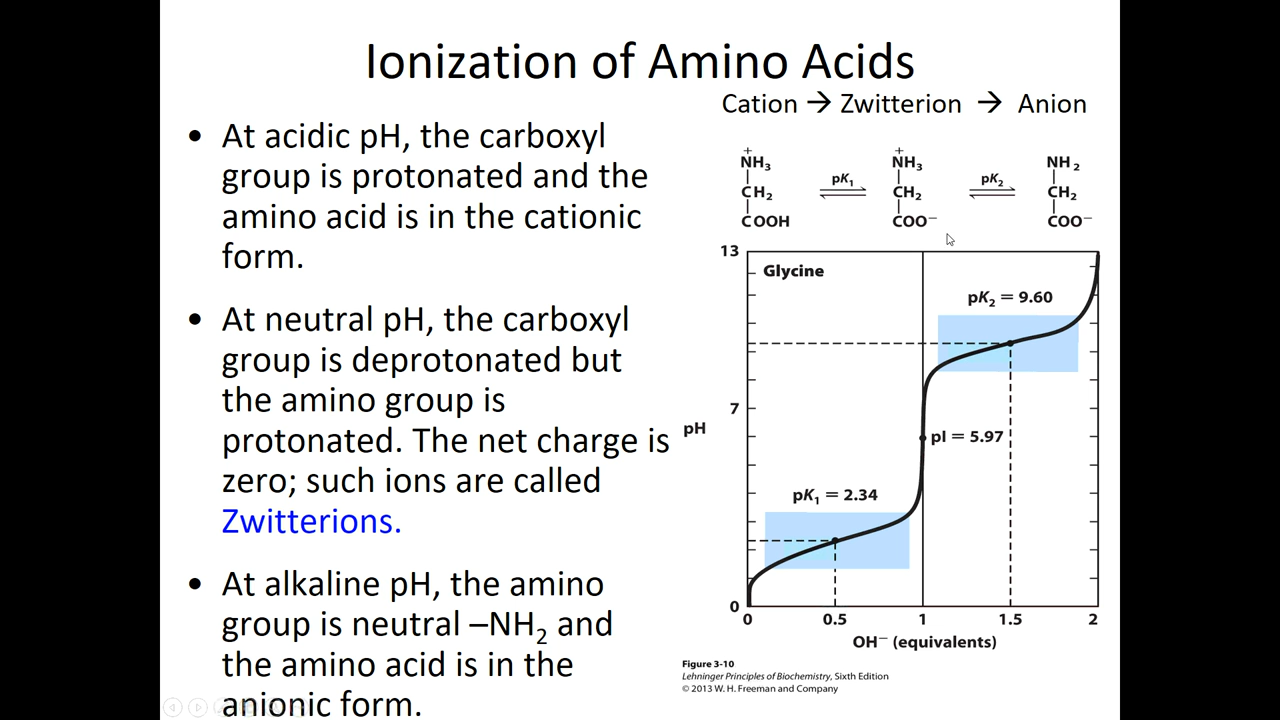 Ionization of Amino Acids
Cation → Zwitterion → Anion
• At acidic pH, the carboxyl
group is protonated and the
amino acid is in the cationic
form.
• At neutral pH, the carboxyl
group is deprotonated but
the amino group is
protonated. The net charge is
zero; such ions are called
Zwitterions.
• At alkaline pH, the amino
group is neutral –NH₂ and
the amino acid is in the
anionic form.
+ +
NH₃ NH₃ NH₂
pK₁ pK₂
CH₂ CH₂ CH₂
COOH COO⁻ COO⁻
13
Glycine
pK₂ = 9.60
7
pH
pI = 5.97
pK₁ = 2.34
0
0 0.5 1 1.5 2
OH⁻ (equivalents)
Figure 3-10
Lehninger Principles of Biochemistry, Sixth Edition
© 2013 W. H. Freeman and Company